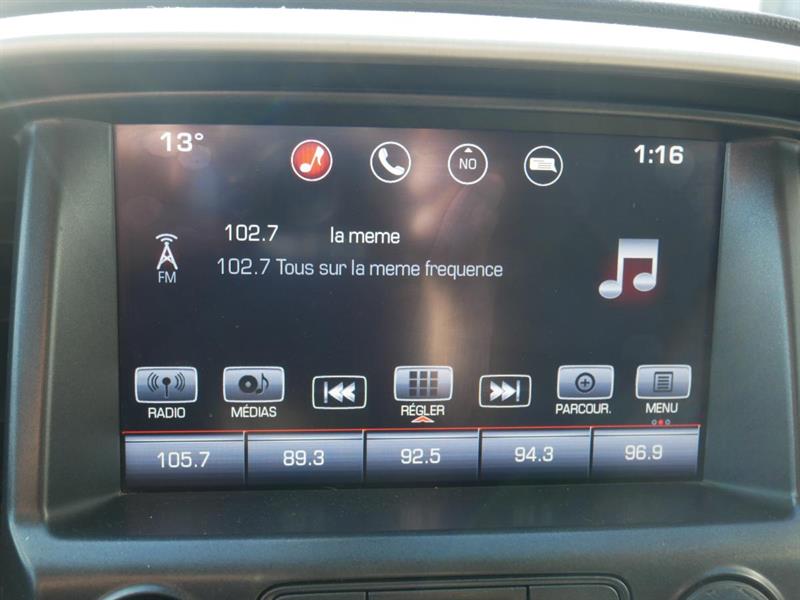 13° NO 1:16
102.7 la meme
FM 102.7 Tous sur la meme frequence
RADIO MÉDIAS RÉGLER PARCOUR. MENU
105.7 89.3 92.5 94.3 96.9